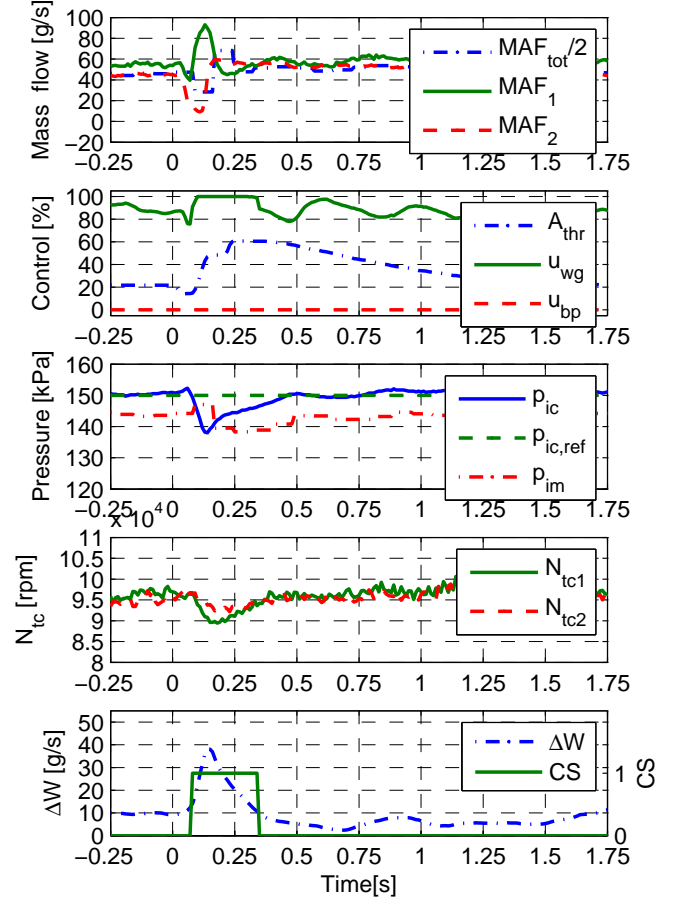 Mass flow [g/s]
100
80
60
40
20
0
−20
MAF_tot/2
MAF_1
MAF_2
−0.25 0 0.25 0.5 0.75 1 1.25 1.5 1.75
Control [%]
100
80
60
40
20
0
A_thr
u_wg
u_bp
−0.25 0 0.25 0.5 0.75 1 1.25 1.5 1.75
Pressure [kPa]
160
150
140
130
120
p_ic
p_ic,ref
p_im
−0.25 0 0.25 0.5 0.75 1 1.25 1.5 1.75
x 10^4
N_tc [rpm]
11
10.5
10
9.5
9
8.5
8
N_tc1
N_tc2
−0.25 0 0.25 0.5 0.75 1 1.25 1.5 1.75
ΔW [g/s]
50
40
30
20
10
0
ΔW
CS
1
0
CS
−0.25 0 0.25 0.5 0.75 1 1.25 1.5 1.75
Time[s]